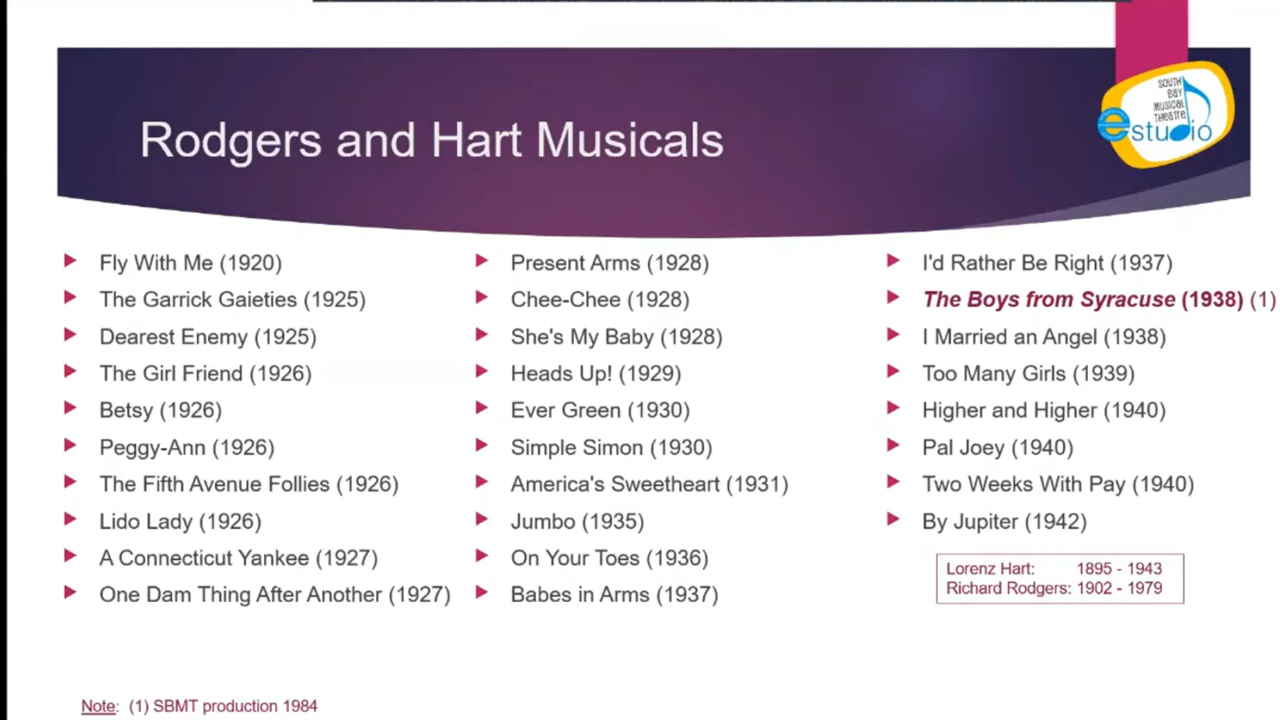 SOUTH
BAY
MUSICAL
THEATRE
estudio
Rodgers and Hart Musicals
Fly With Me (1920)
The Garrick Gaieties (1925)
Dearest Enemy (1925)
The Girl Friend (1926)
Betsy (1926)
Peggy-Ann (1926)
The Fifth Avenue Follies (1926)
Lido Lady (1926)
A Connecticut Yankee (1927)
One Dam Thing After Another (1927)
Present Arms (1928)
Chee-Chee (1928)
She's My Baby (1928)
Heads Up! (1929)
Ever Green (1930)
Simple Simon (1930)
America's Sweetheart (1931)
Jumbo (1935)
On Your Toes (1936)
Babes in Arms (1937)
I'd Rather Be Right (1937)
The Boys from Syracuse (1938) (1)
I Married an Angel (1938)
Too Many Girls (1939)
Higher and Higher (1940)
Pal Joey (1940)
Two Weeks With Pay (1940)
By Jupiter (1942)
Lorenz Hart: 1895 - 1943
Richard Rodgers: 1902 - 1979
Note: (1) SBMT production 1984